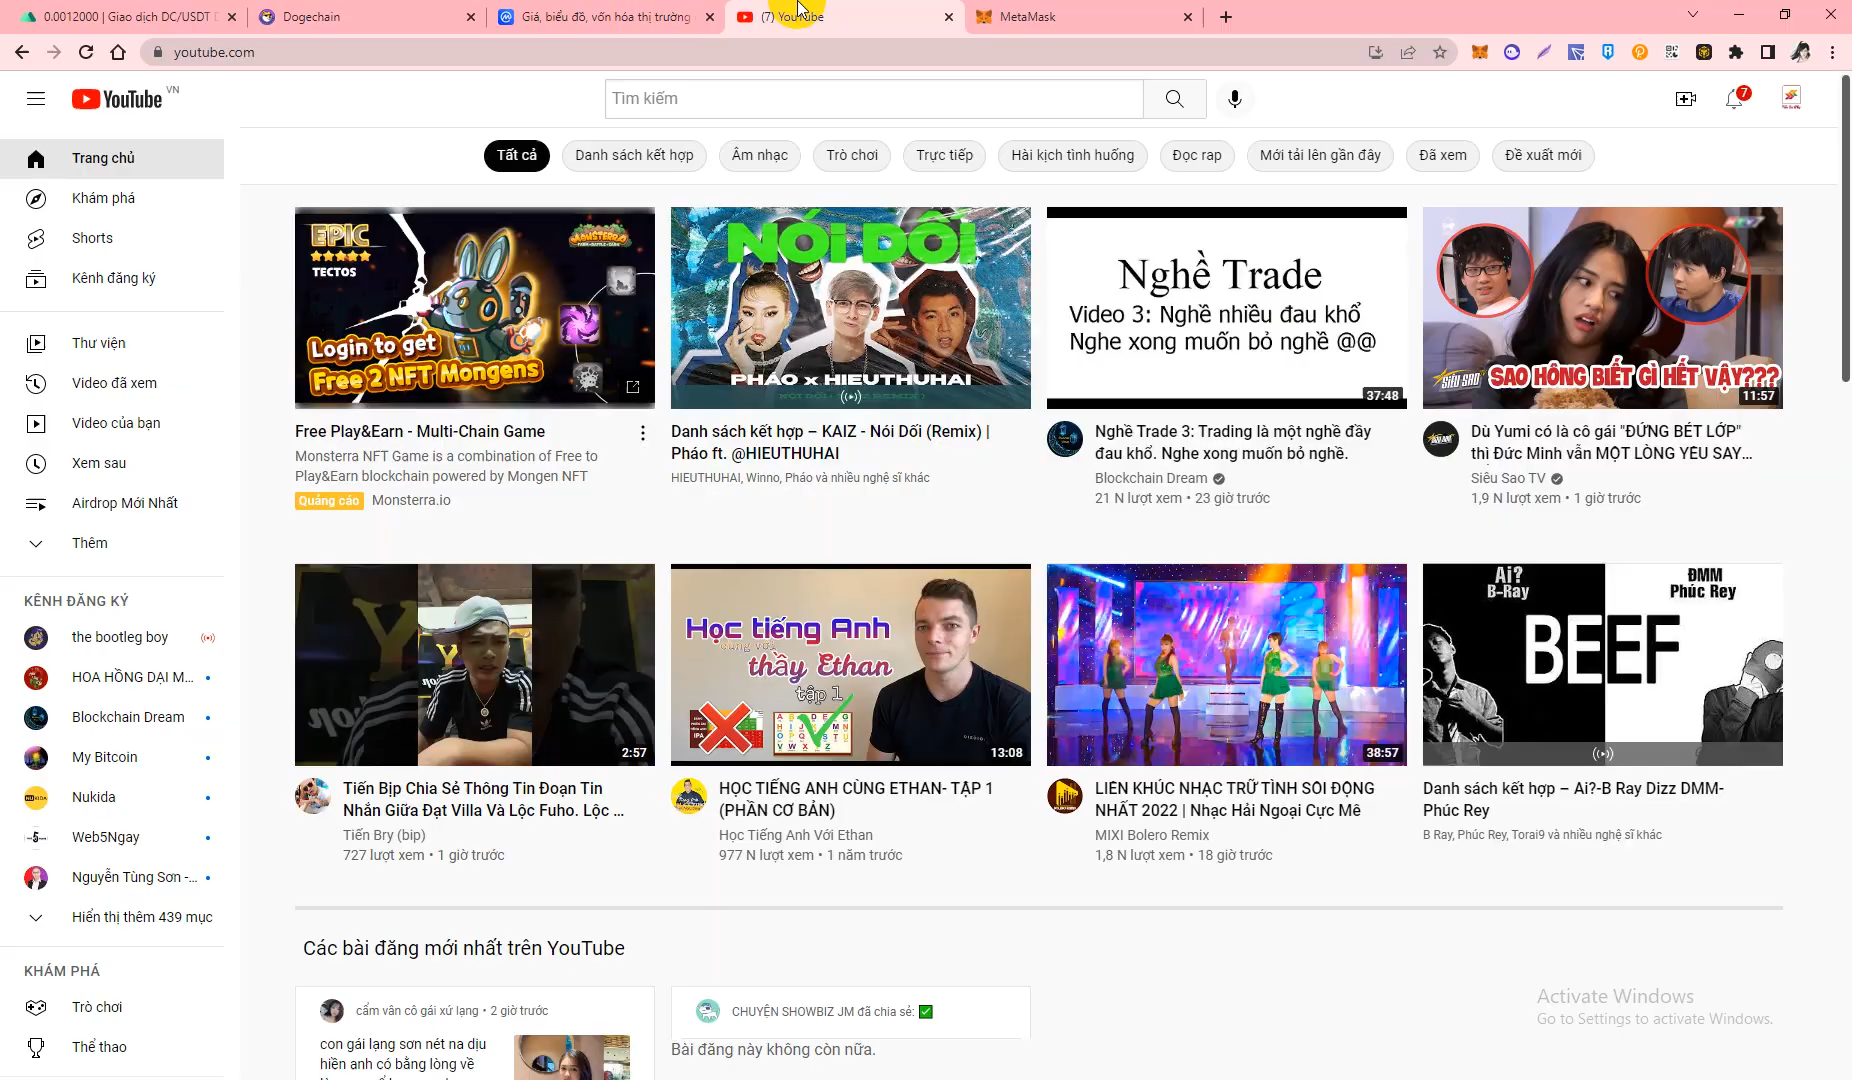 0.0012000 | Giao dịch DC/USDT
Dogechain
Giá, biểu đồ, vốn hóa thị trường
(7) YouTube
MetaMask
youtube.com
YouTube VN
Tìm kiếm
7
Trang chủ
Khám phá
Shorts
Kênh đăng ký
Thư viện
Video đã xem
Video của bạn
Xem sau
Airdrop Mới Nhất
Thêm
KÊNH ĐĂNG KÝ
the bootleg boy
HOA HỒNG DẠI M...
Blockchain Dream
My Bitcoin
Nukida
Web5Ngay
Nguyễn Tùng Sơn -...
Hiển thị thêm 439 mục
KHÁM PHÁ
Trò chơi
Thể thao
Tất cả
Danh sách kết hợp
Âm nhạc
Trò chơi
Trực tiếp
Hài kịch tình huống
Đọc rap
Mới tải lên gần đây
Đã xem
Đề xuất mới
EPIC
TECTOS
MONSTERRA
Login to get
Free 2 NFT Mongens
Free Play&Earn - Multi-Chain Game
Monsterra NFT Game is a combination of Free to
Play&Earn blockchain powered by Mongen NFT
Quảng cáo Monsterra.io
NÓI DỐI
PHÁO x HIEUTHUHAI
Danh sách kết hợp – KAIZ - Nói Dối (Remix) |
Pháo ft. @HIEUTHUHAI
HIEUTHUHAI, Winno, Pháo và nhiều nghệ sĩ khác
Nghề Trade
Video 3: Nghề nhiều đau khổ
Nghe xong muốn bỏ nghề @@
37:48
Nghề Trade 3: Trading là một nghề đầy
đau khổ. Nghe xong muốn bỏ nghề.
Blockchain Dream
21 N lượt xem • 23 giờ trước
SIÊU SAO
SAO HÔNG BIẾT GÌ HẾT VẬY???
11:57
Dù Yumi có là cô gái "ĐỨNG BÉT LỚP"
thì Đức Minh vẫn MỘT LÒNG YÊU SAY...
Siêu Sao TV
1,9 N lượt xem • 1 giờ trước
2:57
Tiến Bịp Chia Sẻ Thông Tin Đoạn Tin
Nhắn Giữa Đạt Villa Và Lộc Fuho. Lộc ...
Tiến Bry (bip)
727 lượt xem • 1 giờ trước
Học tiếng Anh
cùng với
thầy Ethan
tập 1
13:08
HỌC TIẾNG ANH CÙNG ETHAN- TẬP 1
(PHẦN CƠ BẢN)
Học Tiếng Anh Với Ethan
977 N lượt xem • 1 năm trước
38:57
LIÊN KHÚC NHẠC TRỮ TÌNH SÔI ĐỘNG
NHẤT 2022 | Nhạc Hải Ngoại Cực Mê
MIXI Bolero Remix
1,8 N lượt xem • 18 giờ trước
Ai?
B-Ray
ĐMM
Phúc Rey
BEEF
Danh sách kết hợp – Ai?-B Ray Dizz DMM-
Phúc Rey
B Ray, Phúc Rey, Torai9 và nhiều nghệ sĩ khác
Các bài đăng mới nhất trên YouTube
cẩm vân cô gái xứ lạng • 2 giờ trước
con gái lạng sơn nét na dịu
hiền anh có bằng lòng về
CHUYỆN SHOWBIZ JM đã chia sẻ: ✅
Bài đăng này không còn nữa.
Activate Windows
Go to Settings to activate Windows.